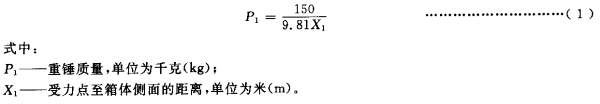 P₁ = 150 / 9.81X₁ …………………………( 1 )
式中:
P₁——重锤质量,单位为千克(kg);
X₁——受力点至箱体侧面的距离,单位为米(m)。